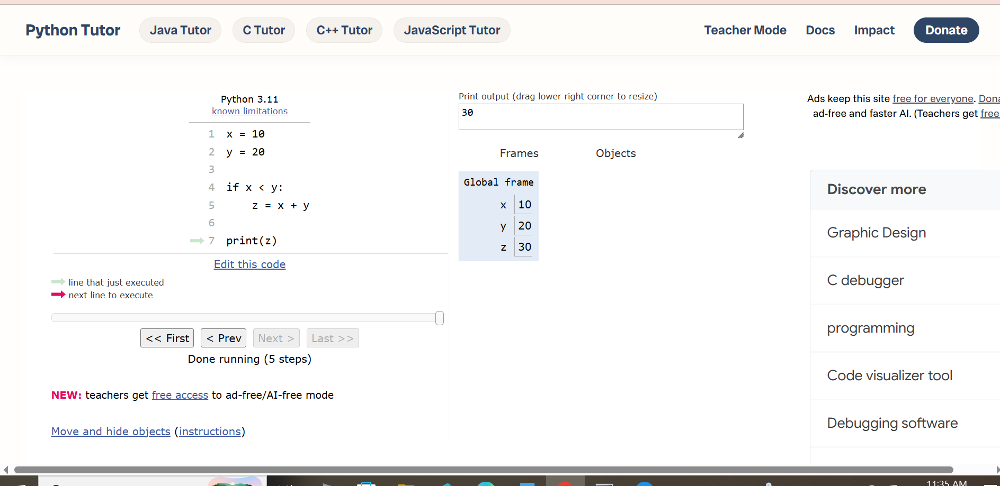 Python Tutor Java Tutor C Tutor C++ Tutor JavaScript Tutor Teacher Mode Docs Impact Donate
Python 3.11
known limitations
1 x = 10
2 y = 20
3
4 if x < y:
5     z = x + y
6
7 print(z)
Edit this code
line that just executed
next line to execute
<< First < Prev Next > Last >>
Done running (5 steps)
NEW: teachers get free access to ad-free/AI-free mode
Move and hide objects (instructions)
Print output (drag lower right corner to resize)
30
Frames Objects
Global frame
x 10
y 20
z 30
Ads keep this site free for everyone.
ad-free and faster AI. (Teachers get free
Discover more
Graphic Design
C debugger
programming
Code visualizer tool
Debugging software
11:35 AM